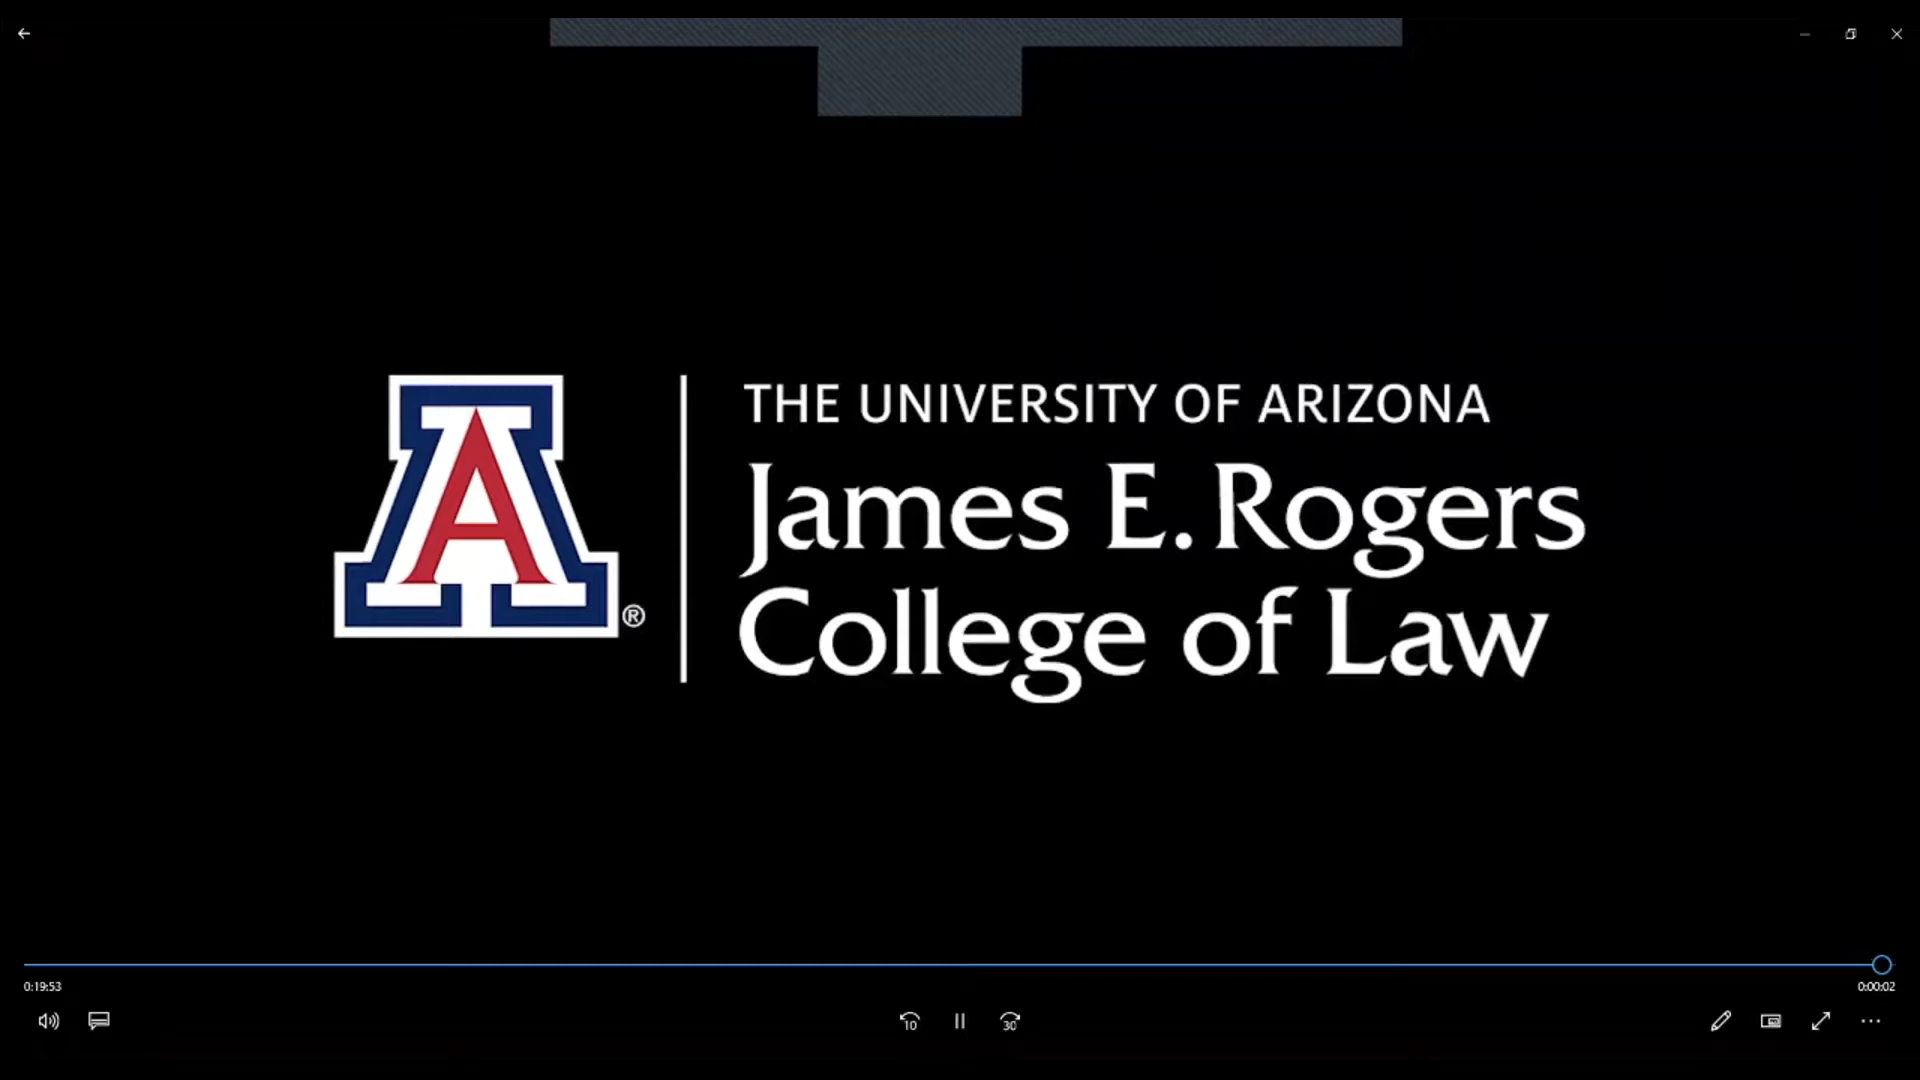 A®
THE UNIVERSITY OF ARIZONA
James E. Rogers
College of Law
0:19:53
0:00:02
10
30